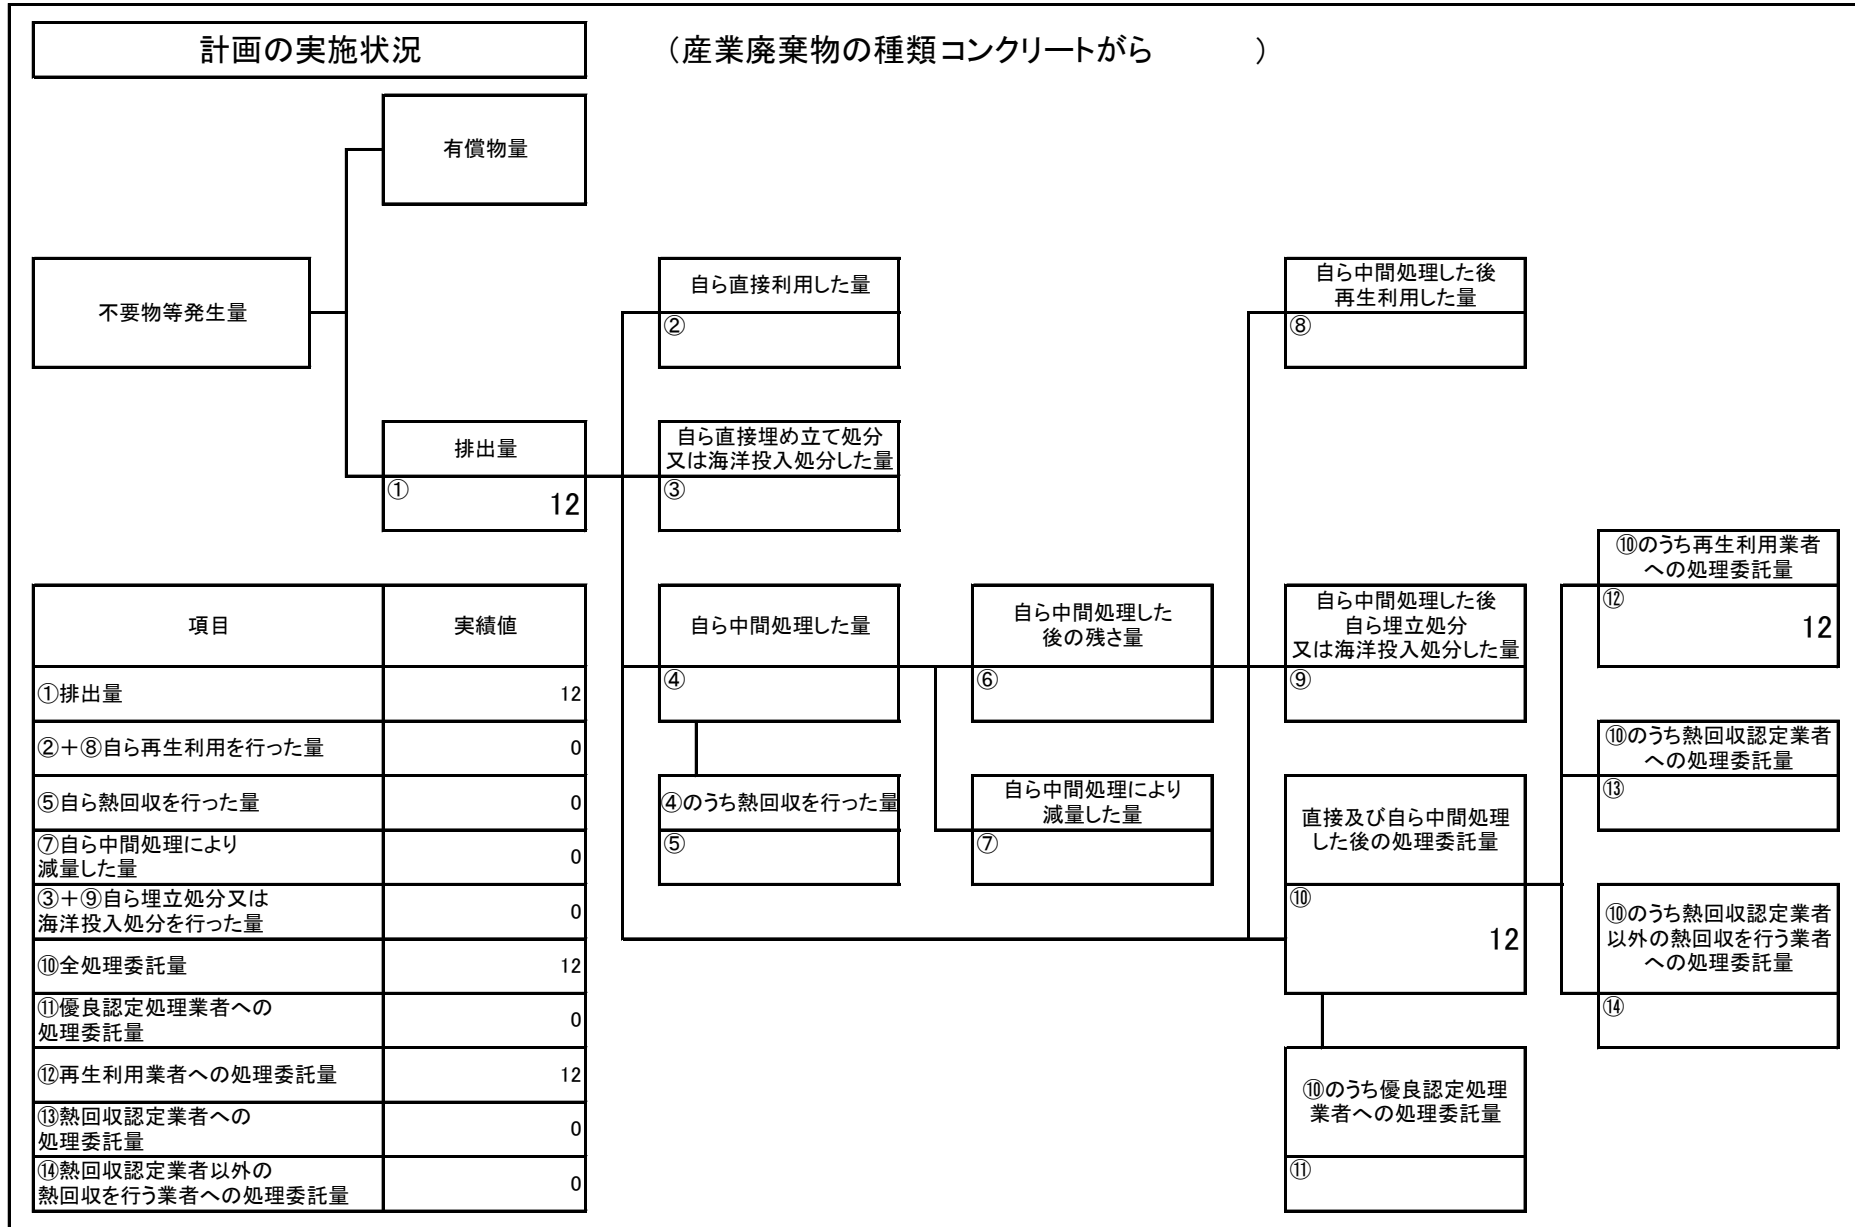 計画の実施状況
（産業廃棄物の種類コンクリートがら　　　）
有償物量
不要物等発生量
自ら直接利用した量
②
自ら中間処理した後
再生利用した量
⑧
排出量
①
12
自ら直接埋め立て処分
又は海洋投入処分した量
③
⑩のうち再生利用業者
への処理委託量
⑫
12
自ら中間処理した量
④
自ら中間処理した
後の残さ量
⑥
自ら中間処理した後
自ら埋立処分
又は海洋投入処分した量
⑨
⑩のうち熱回収認定業者
への処理委託量
⑬
④のうち熱回収を行った量
⑤
自ら中間処理により
減量した量
⑦
直接及び自ら中間処理
した後の処理委託量
⑩
12
⑩のうち熱回収認定業者
以外の熱回収を行う業者
への処理委託量
⑭
⑩のうち優良認定処理
業者への処理委託量
⑪
項目 実績値
①排出量 12
②＋⑧自ら再生利用を行った量 0
⑤自ら熱回収を行った量 0
⑦自ら中間処理により
減量した量 0
③＋⑨自ら埋立処分又は
海洋投入処分を行った量 0
⑩全処理委託量 12
⑪優良認定処理業者への
処理委託量 0
⑫再生利用業者への処理委託量 12
⑬熱回収認定業者への
処理委託量 0
⑭熱回収認定業者以外の
熱回収を行う業者への処理委託量 0